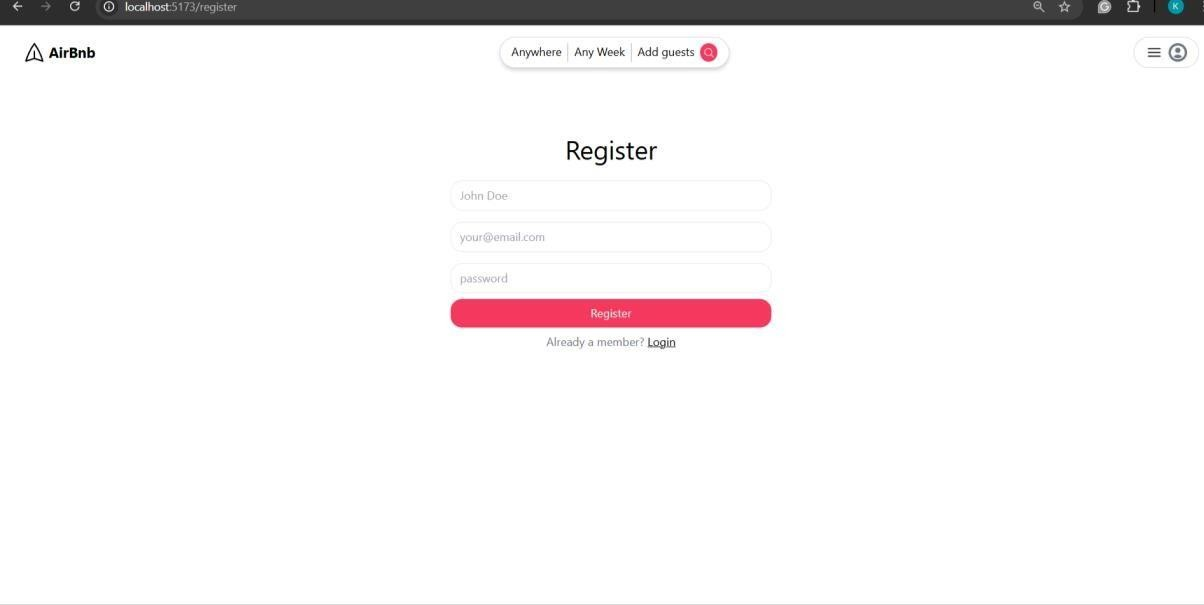 localhost:5173/register
K
AirBnb
Anywhere Any Week Add guests
Register
John Doe
your@email.com
password
Register
Already a member? Login